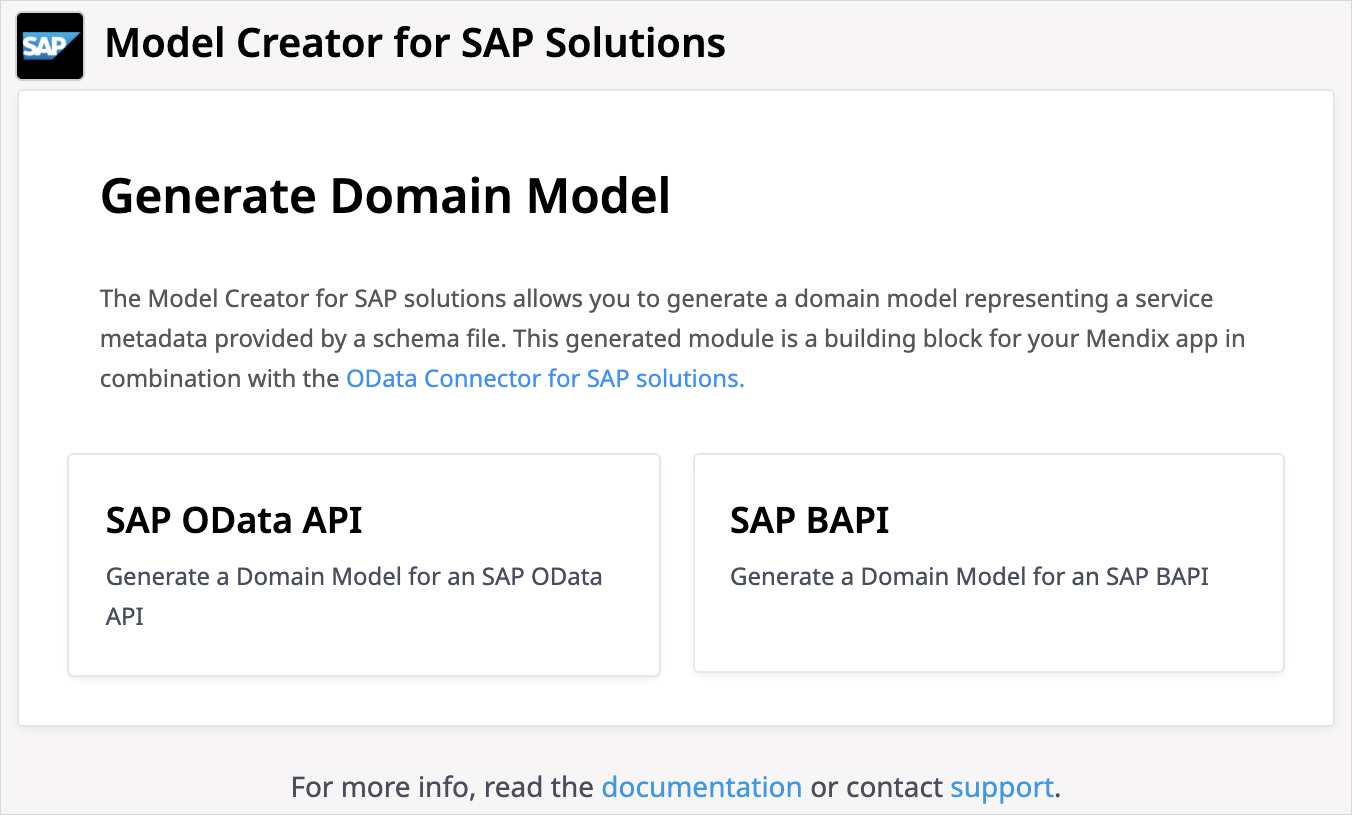 SAP
Model Creator for SAP Solutions
Generate Domain Model
The Model Creator for SAP solutions allows you to generate a domain model representing a service
metadata provided by a schema file. This generated module is a building block for your Mendix app in
combination with the OData Connector for SAP solutions.
SAP OData API
Generate a Domain Model for an SAP OData
API
SAP BAPI
Generate a Domain Model for an SAP BAPI
For more info, read the documentation or contact support.